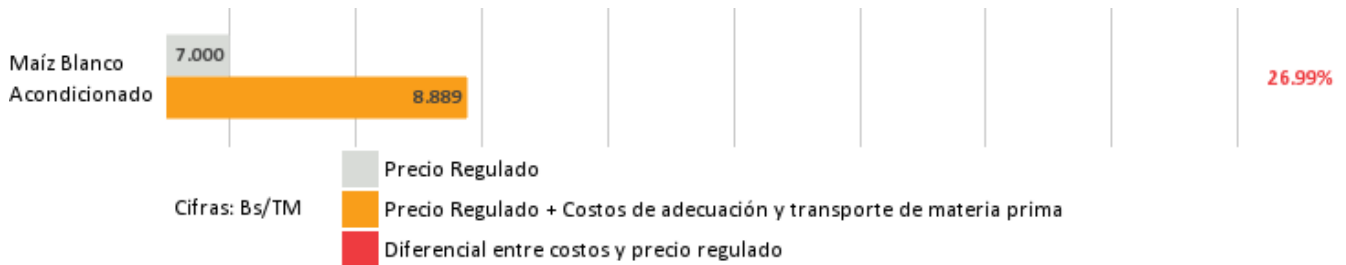 Maíz Blanco
Acondicionado
7.000
8.889
26.99%
Cifras: Bs/TM
Precio Regulado
Precio Regulado + Costos de adecuación y transporte de materia prima
Diferencial entre costos y precio regulado